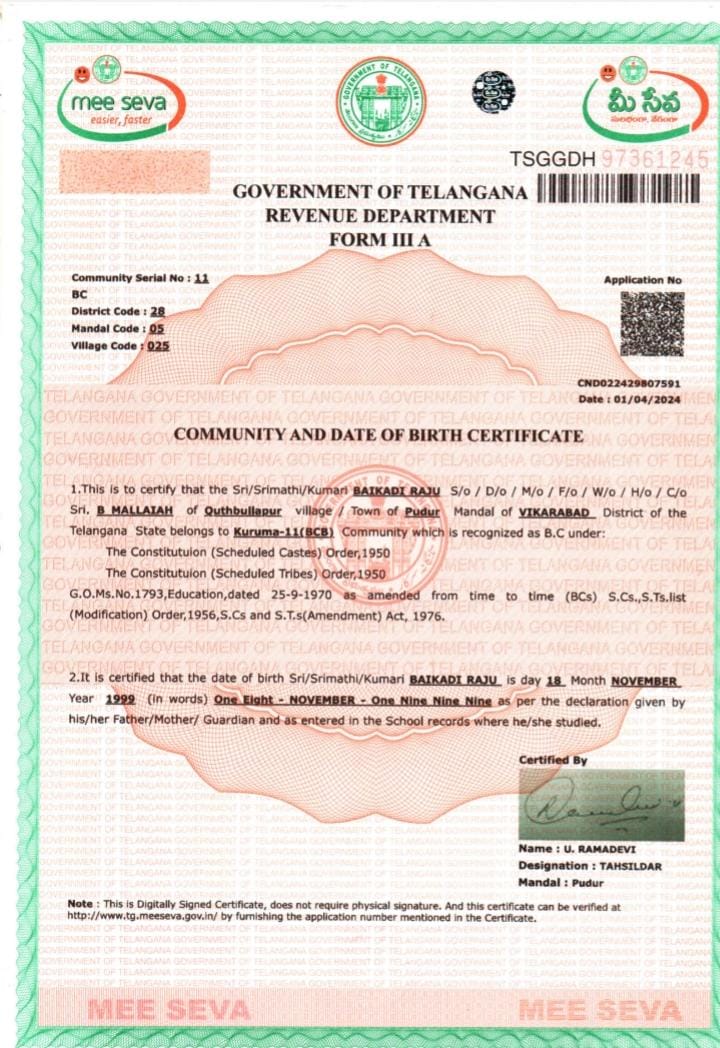 mee seva
easier, faster
GOVERNMENT OF TELANGANA
మీ సేవ
TSGGDH 97361245
GOVERNMENT OF TELANGANA
REVENUE DEPARTMENT
FORM III A
Community Serial No : 11
BC
District Code : 28
Mandal Code : 05
Village Code : 025
Application No
CND022429807591
Date : 01/04/2024
COMMUNITY AND DATE OF BIRTH CERTIFICATE
1.This is to certify that the Sri/Srimathi/Kumari BAIKADI RAJU S/o / D/o / M/o / F/o / W/o / H/o / C/o
Sri. B MALLAIAH of Quthbullapur village / Town of Pudur Mandal of VIKARABAD District of the
Telangana State belongs to Kuruma-11(BCB) Community which is recognized as B.C under:
The Constitutuion (Scheduled Castes) Order,1950
The Constitutuion (Scheduled Tribes) Order,1950
G.O.Ms.No.1793,Education,dated 25-9-1970 as amended from time to time (BCs) S.Cs.,S.Ts.list
(Modification) Order,1956,S.Cs and S.T.s(Amendment) Act, 1976.
2.It is certified that the date of birth Sri/Srimathi/Kumari BAIKADI RAJU is day 18 Month NOVEMBER
Year 1999 (in words) One Eight - NOVEMBER - One Nine Nine Nine as per the declaration given by
his/her Father/Mother/ Guardian and as entered in the School records where he/she studied.
Certified By
Name : U. RAMADEVI
Designation : TAHSILDAR
Mandal : Pudur
Note : This is Digitally Signed Certificate, does not require physical signature. And this certificate can be verified at
http://www.tg.meeseva.gov.in/ by furnishing the application number mentioned in the Certificate.
MEE SEVA MEE SEVA